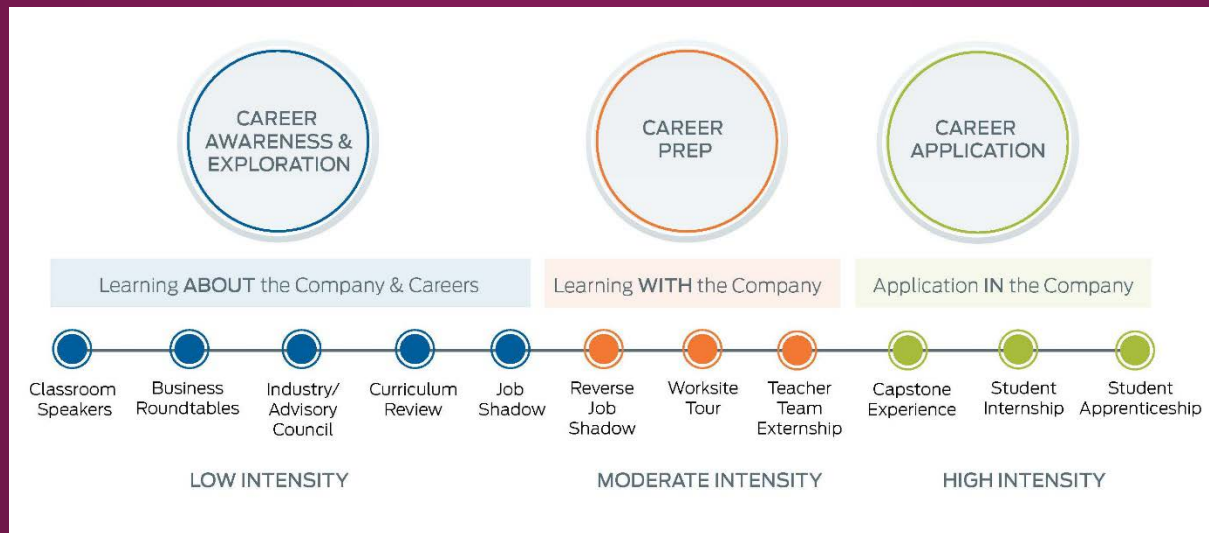 CAREER
AWARENESS &
EXPLORATION
CAREER
PREP
CAREER
APPLICATION
Learning ABOUT the Company & Careers
Learning WITH the Company
Application IN the Company
Classroom
Speakers
Business
Roundtables
Industry/
Advisory
Council
Curriculum
Review
Job
Shadow
Reverse
Job
Shadow
Worksite
Tour
Teacher
Team
Externship
Capstone
Experience
Student
Internship
Student
Apprenticeship
LOW INTENSITY
MODERATE INTENSITY
HIGH INTENSITY